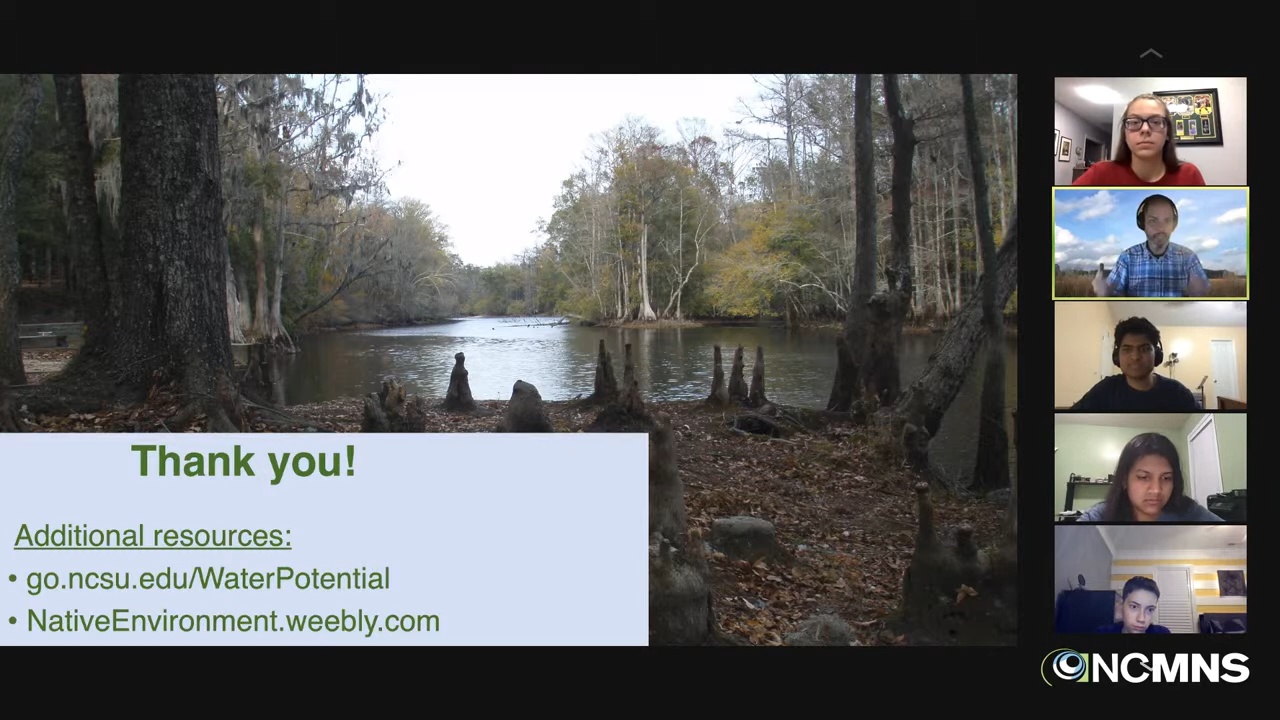 Thank you!
Additional resources:
• go.ncsu.edu/WaterPotential
• NativeEnvironment.weebly.com
NCMNS